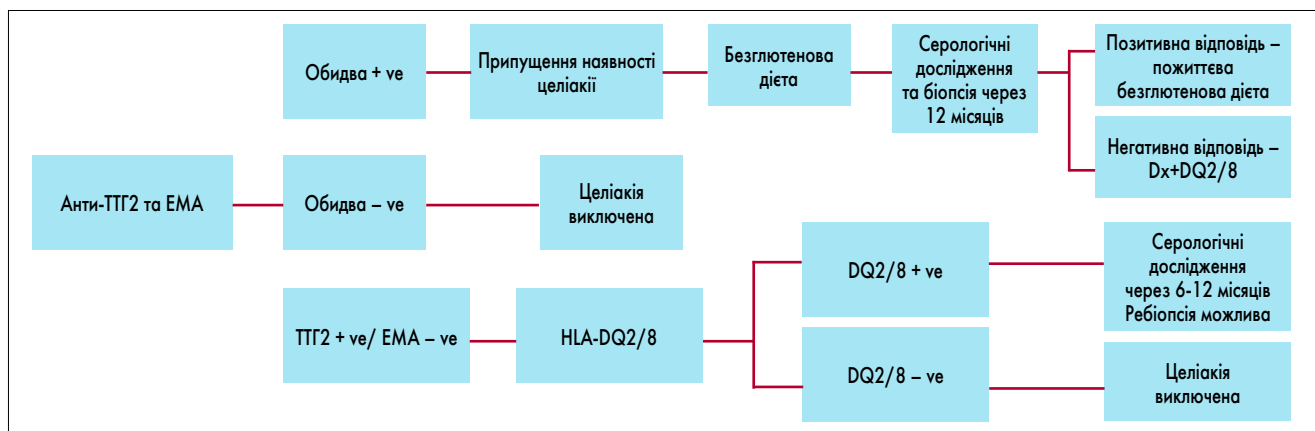 Обидва + ve
Припущення наявності
целіакії
Безглютенова
дієта
Серологічні
дослідження
та біопсія через
12 місяців
Позитивна відповідь –
пожиттєва
безглютенова дієта
Негативна відповідь –
Dx+DQ2/8
Анти-ТТГ2 та ЕМА
Обидва – ve
Целіакія
виключена
ТТГ2 + ve/ ЕМА – ve
HLA-DQ2/8
DQ2/8 + ve
Серологічні
дослідження
через 6-12 місяців
Ребіопсія можлива
DQ2/8 – ve
Целіакія
виключена